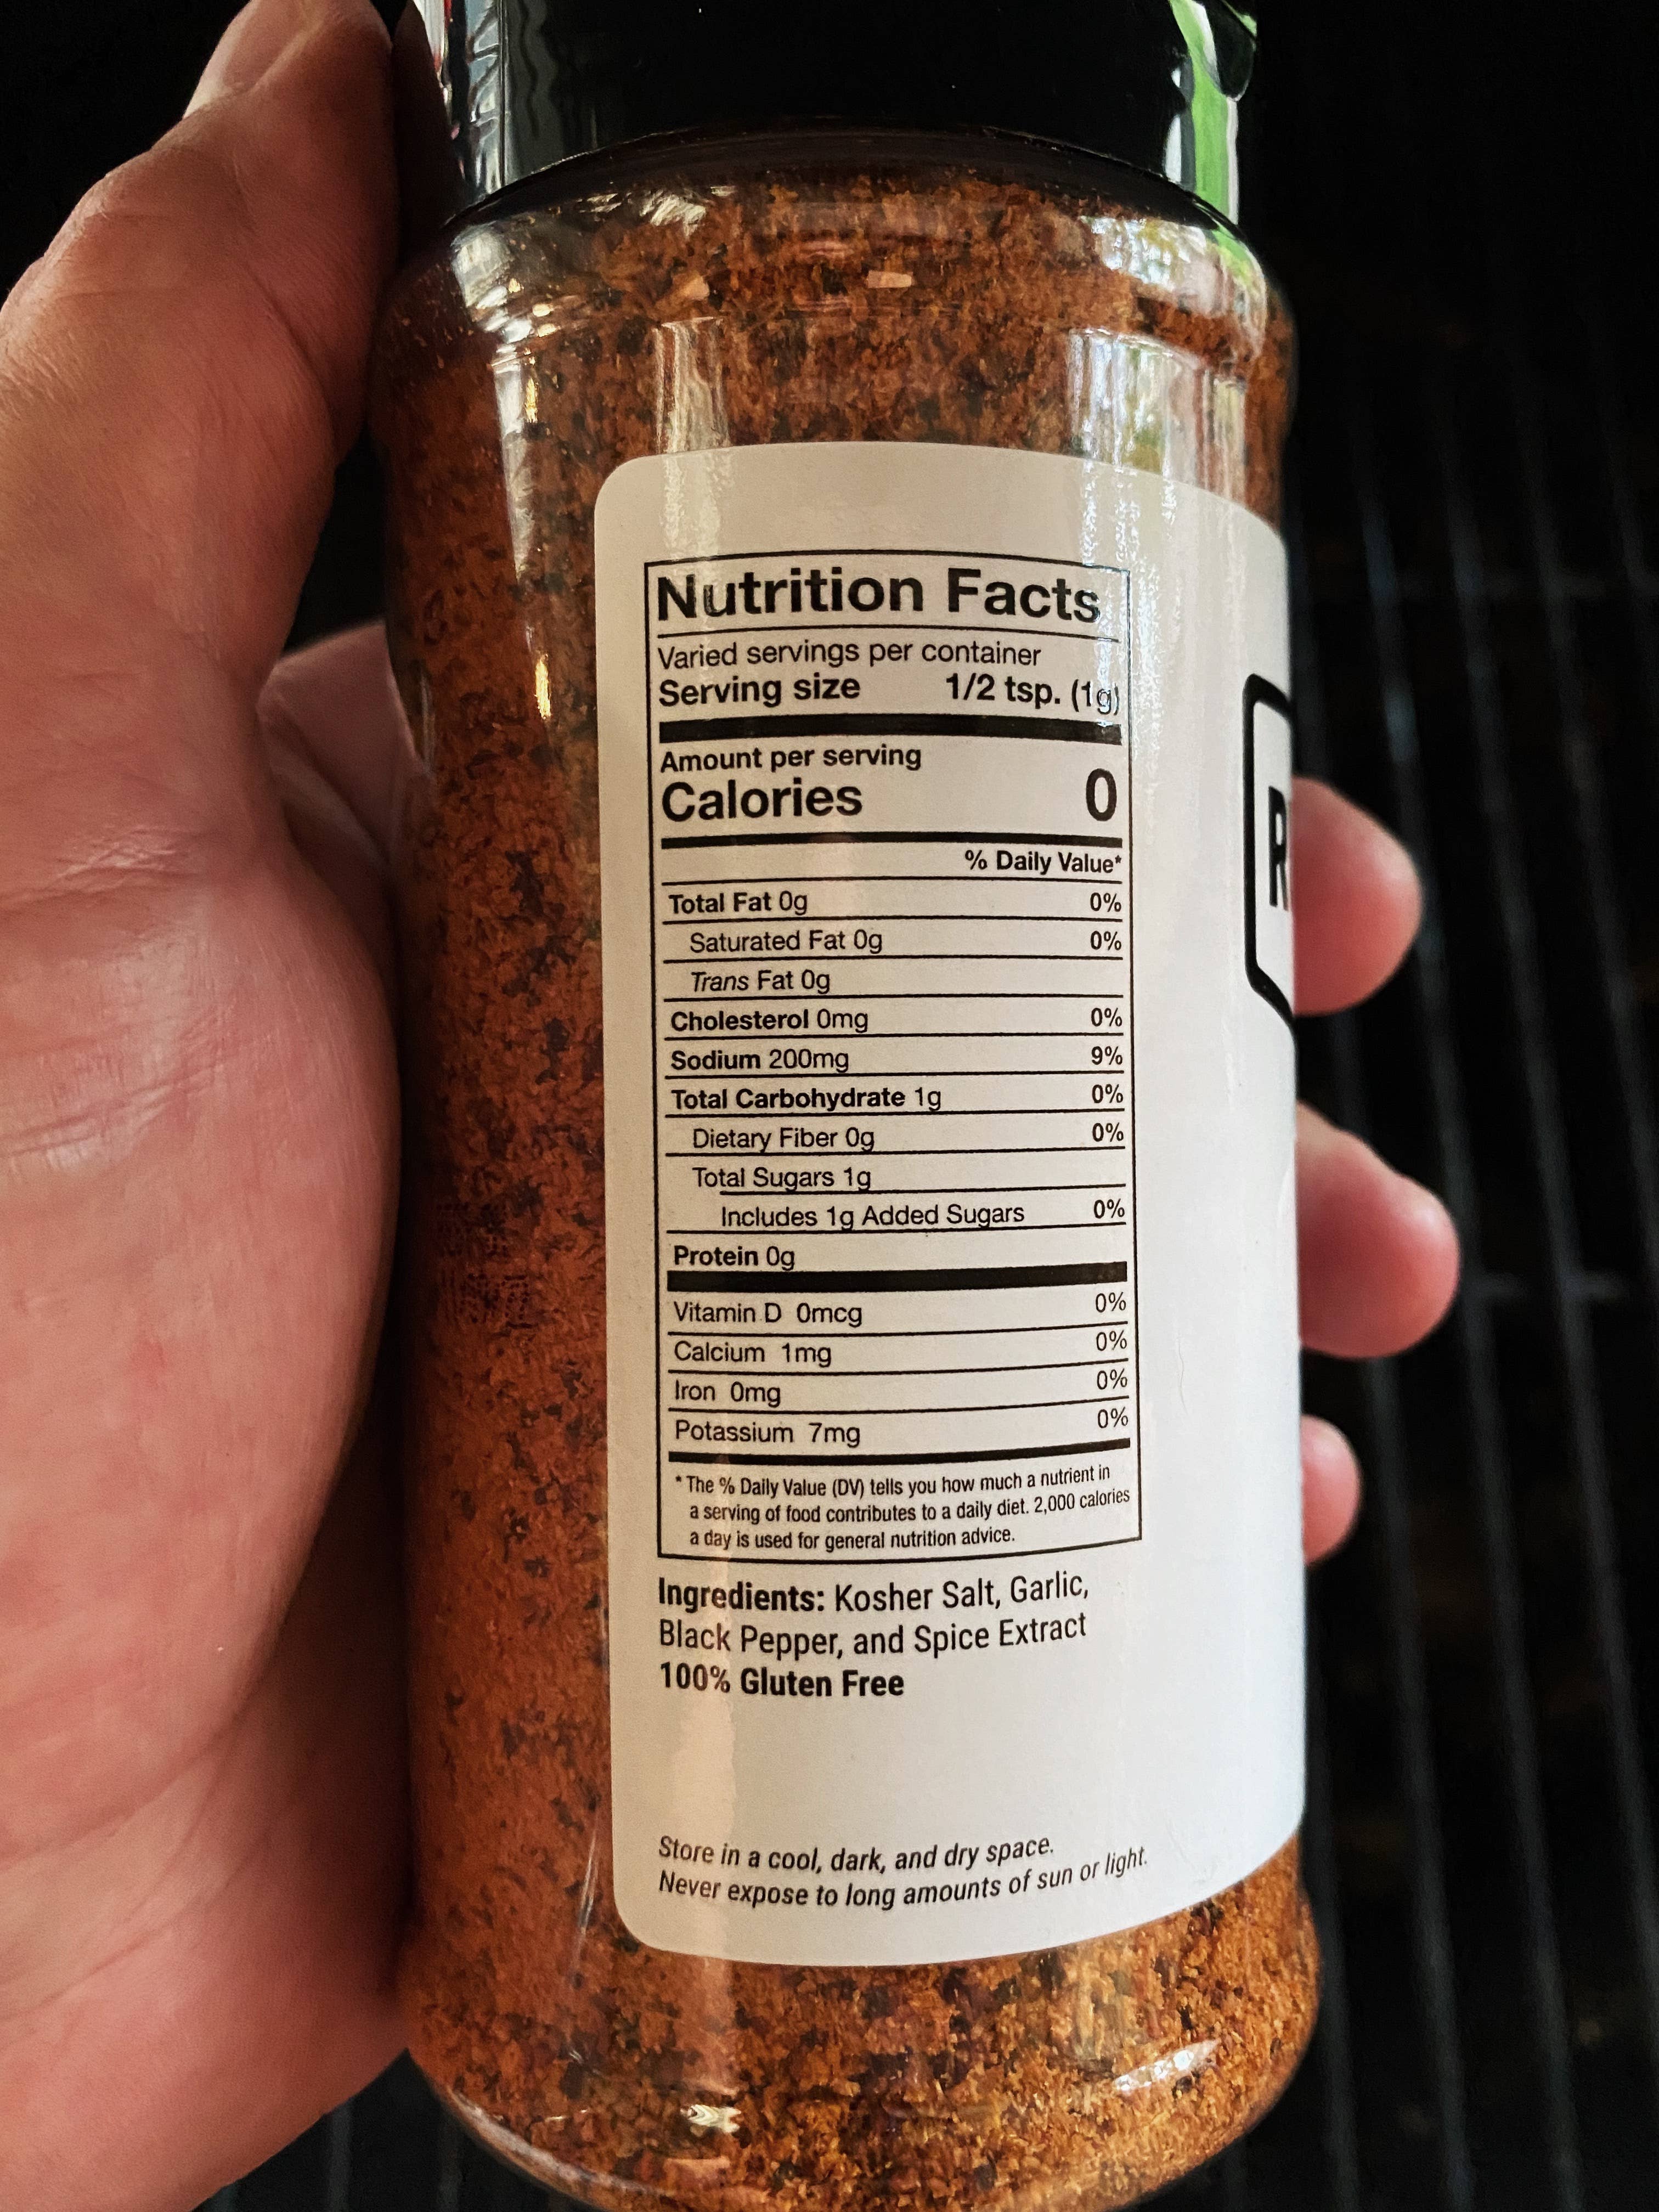 Nutrition Facts
Varied servings per container
Serving size 1/2 tsp. (1g)
Amount per serving
Calories 0
% Daily Value*
Total Fat 0g 0%
Saturated Fat 0g 0%
Trans Fat 0g
Cholesterol 0mg 0%
Sodium 200mg 9%
Total Carbohydrate 1g 0%
Dietary Fiber 0g 0%
Total Sugars 1g
Includes 1g Added Sugars 0%
Protein 0g
Vitamin D 0mcg 0%
Calcium 1mg 0%
Iron 0mg 0%
Potassium 7mg 0%
* The % Daily Value (DV) tells you how much a nutrient in
a serving of food contributes to a daily diet. 2,000 calories
a day is used for general nutrition advice.
Ingredients: Kosher Salt, Garlic,
Black Pepper, and Spice Extract
100% Gluten Free
Store in a cool, dark, and dry space.
Never expose to long amounts of sun or light.